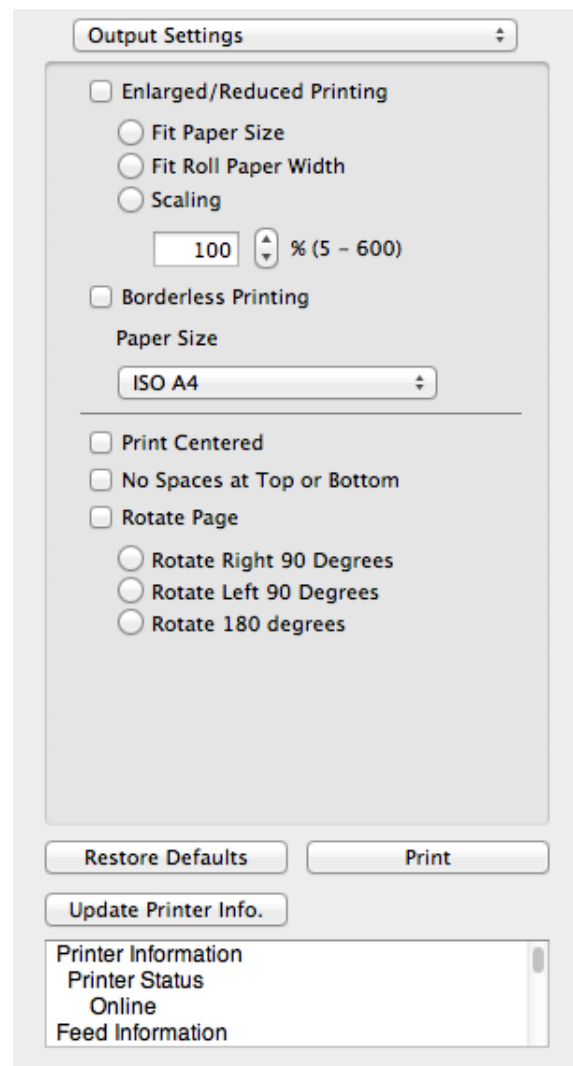 Output Settings
Enlarged/Reduced Printing
Fit Paper Size
Fit Roll Paper Width
Scaling
100 % (5 – 600)
Borderless Printing
Paper Size
ISO A4
Print Centered
No Spaces at Top or Bottom
Rotate Page
Rotate Right 90 Degrees
Rotate Left 90 Degrees
Rotate 180 degrees
Restore Defaults Print
Update Printer Info.
Printer Information
Printer Status
Online
Feed Information